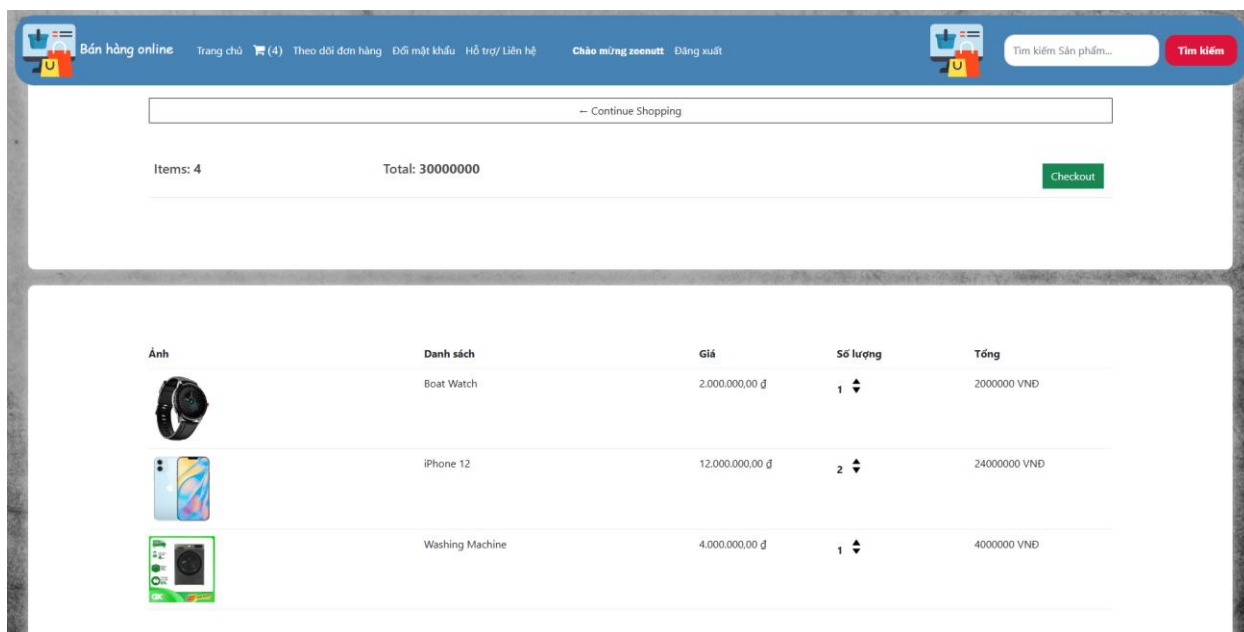 Bán hàng online Trang chủ (4) Theo dõi đơn hàng Đổi mật khẩu Hỗ trợ/ Liên hệ Chào mừng zeenutt Đăng xuất Tìm kiếm Sản phẩm... Tìm kiếm
← Continue Shopping
Items: 4 Total: 30000000 Checkout
Ảnh Danh sách Giá Số lượng Tổng
Boat Watch 2.000.000,00 ₫ 1 2000000 VNĐ
iPhone 12 12.000.000,00 ₫ 2 24000000 VNĐ
Washing Machine 4.000.000,00 ₫ 1 4000000 VNĐ